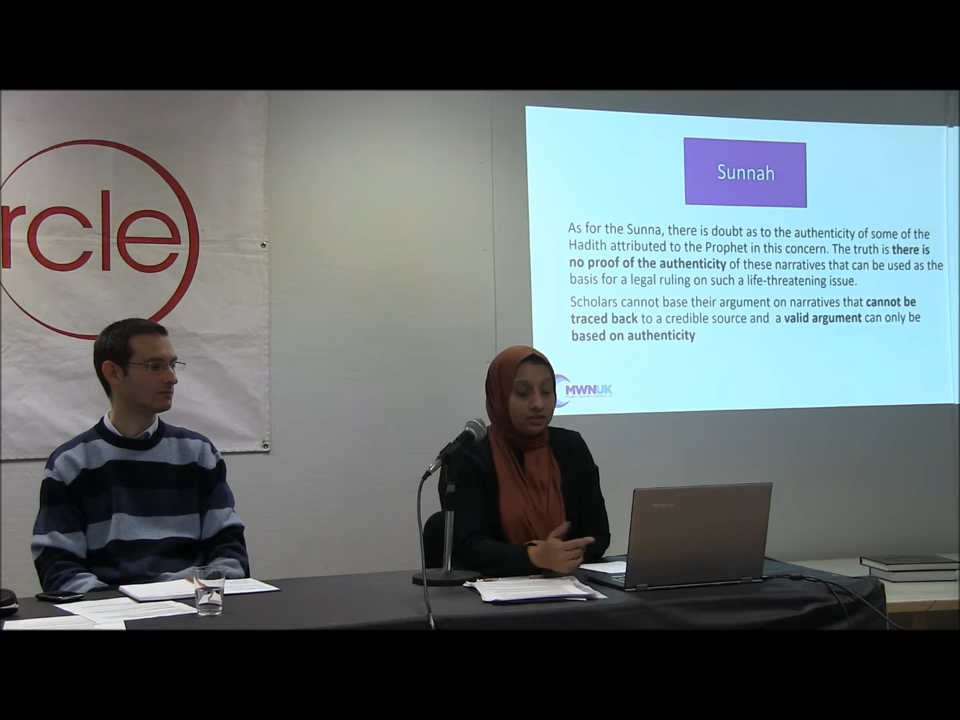 rcle
Sunnah
As for the Sunna, there is doubt as to the authenticity of some of the
Hadith attributed to the Prophet in this concern. The truth is there is
no proof of the authenticity of these narratives that can be used as the
basis for a legal ruling on such a life-threatening issue.
Scholars cannot base their argument on narratives that cannot be
traced back to a credible source and a valid argument can only be
based on authenticity
MWNUK